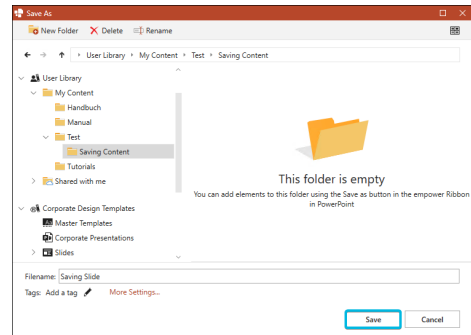 Save As
New Folder Delete Rename
User Library My Content Test Saving Content
User Library
My Content
Handbuch
Manual
Test
Saving Content
Tutorials
Shared with me
Corporate Design Templates
Master Templates
Corporate Presentations
Slides
This folder is empty
You can add elements to this folder using the Save as button in the empower Ribbon
in PowerPoint
Filename: Saving Slide
Tags: Add a tag More Settings...
Save Cancel